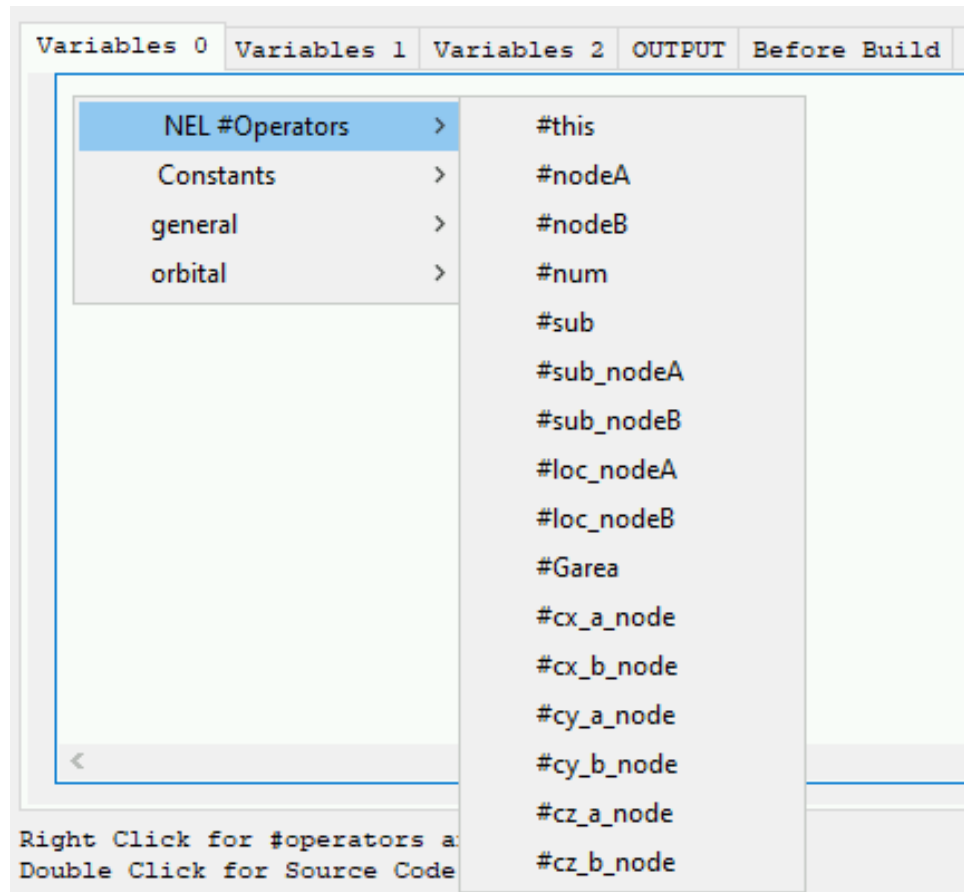 Variables 0 Variables 1 Variables 2 OUTPUT Before Build
NEL #Operators >
Constants >
general >
orbital >
#this
#nodeA
#nodeB
#num
#sub
#sub_nodeA
#sub_nodeB
#loc_nodeA
#loc_nodeB
#Garea
#cx_a_node
#cx_b_node
#cy_a_node
#cy_b_node
#cz_a_node
#cz_b_node
Right Click for #operators
Double Click for Source Code